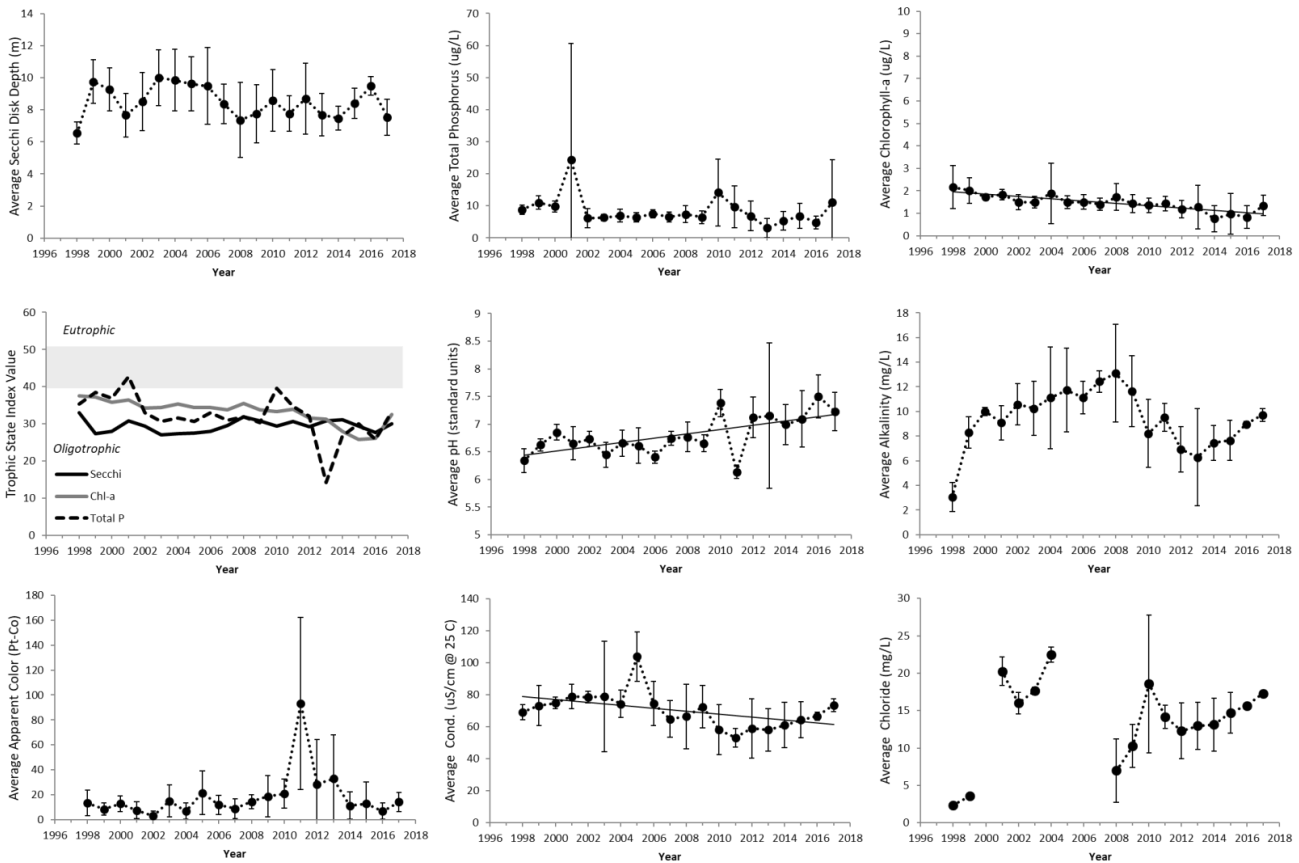 Average Secchi Disk Depth (m)
14
12
10
8
6
4
2
0
1996 1998 2000 2002 2004 2006 2008 2010 2012 2014 2016 2018
Year
Average Total Phosphorus (ug/L)
70
60
50
40
30
20
10
0
1996 1998 2000 2002 2004 2006 2008 2010 2012 2014 2016 2018
Year
Average Chlorophyll-a (ug/L)
10
9
8
7
6
5
4
3
2
1
0
1996 1998 2000 2002 2004 2006 2008 2010 2012 2014 2016 2018
Year
Trophic State Index Value
60
50
40
30
20
10
0
Eutrophic
Oligotrophic
Secchi
Chl-a
Total P
1996 1998 2000 2002 2004 2006 2008 2010 2012 2014 2016 2018
Year
Average pH (standard units)
9
8.5
8
7.5
7
6.5
6
5.5
5
1996 1998 2000 2002 2004 2006 2008 2010 2012 2014 2016 2018
Year
Average Alkalinity (mg/L)
18
16
14
12
10
8
6
4
2
0
1996 1998 2000 2002 2004 2006 2008 2010 2012 2014 2016 2018
Year
Average Apparent Color (Pt-Co)
180
160
140
120
100
80
60
40
20
0
1996 1998 2000 2002 2004 2006 2008 2010 2012 2014 2016 2018
Year
Average Cond. (uS/cm @ 25 C)
140
120
100
80
60
40
20
0
1996 1998 2000 2002 2004 2006 2008 2010 2012 2014 2016 2018
Year
Average Chloride (mg/L)
30
25
20
15
10
5
0
1996 1998 2000 2002 2004 2006 2008 2010 2012 2014 2016 2018
Year